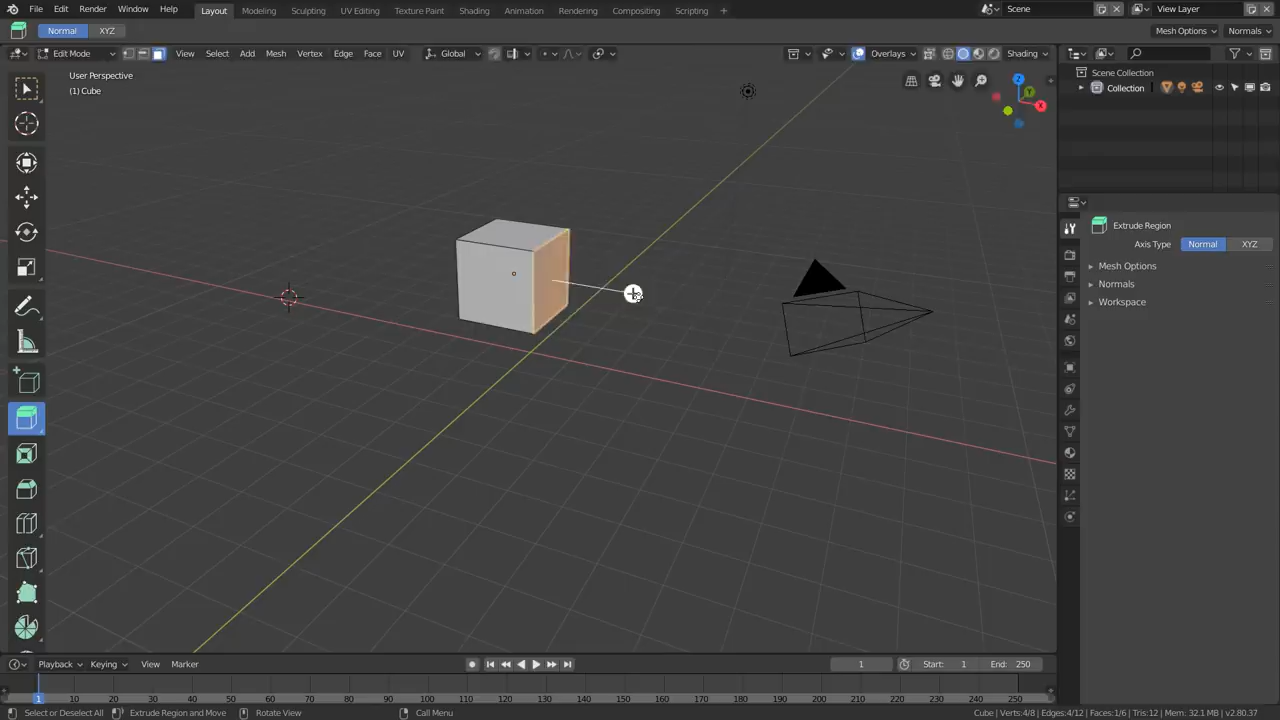 File Edit Render Window Help Layout Modeling Sculpting UV Editing Texture Paint Shading Animation Rendering Compositing Scripting + Scene View Layer
Normal XYZ Mesh Options Normals
Edit Mode View Select Add Mesh Vertex Edge Face UV Global Overlays Shading
User Perspective
(1) Cube
Z
Y
X
Scene Collection
Collection
Extrude Region
Axis Type Normal XYZ
Mesh Options
Normals
Workspace
Playback Keying View Marker 1 Start: 1 End: 250
1 10 20 30 40 50 60 70 80 90 100 110 120 130 140 150 160 170 180 190 200 210 220 230 240 250
Select or Deselect All Extrude Region and Move Rotate View Call Menu Cube | Verts:4/8 | Edges:4/12 | Faces:1/6 | Tris:12 | Mem: 32.1 MB | v2.80.37